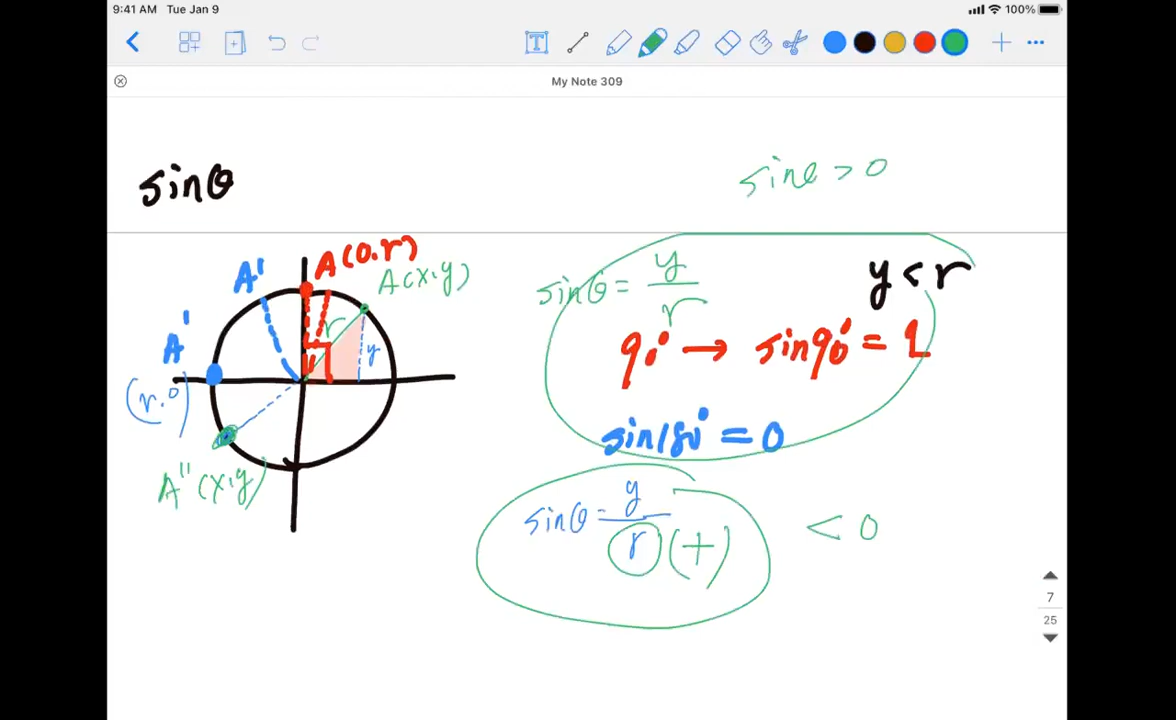 9:41 AM Tue Jan 9
100%
My Note 309
sinθ
sinθ > 0
A(0,r)
A'
A(x,y)
sinθ = y/r
y < r
A'
r
y
90° → sin90° = 1
(r,0)
sin180° = 0
A''(x,y)
sinθ = y/r (+)
< 0
7
25